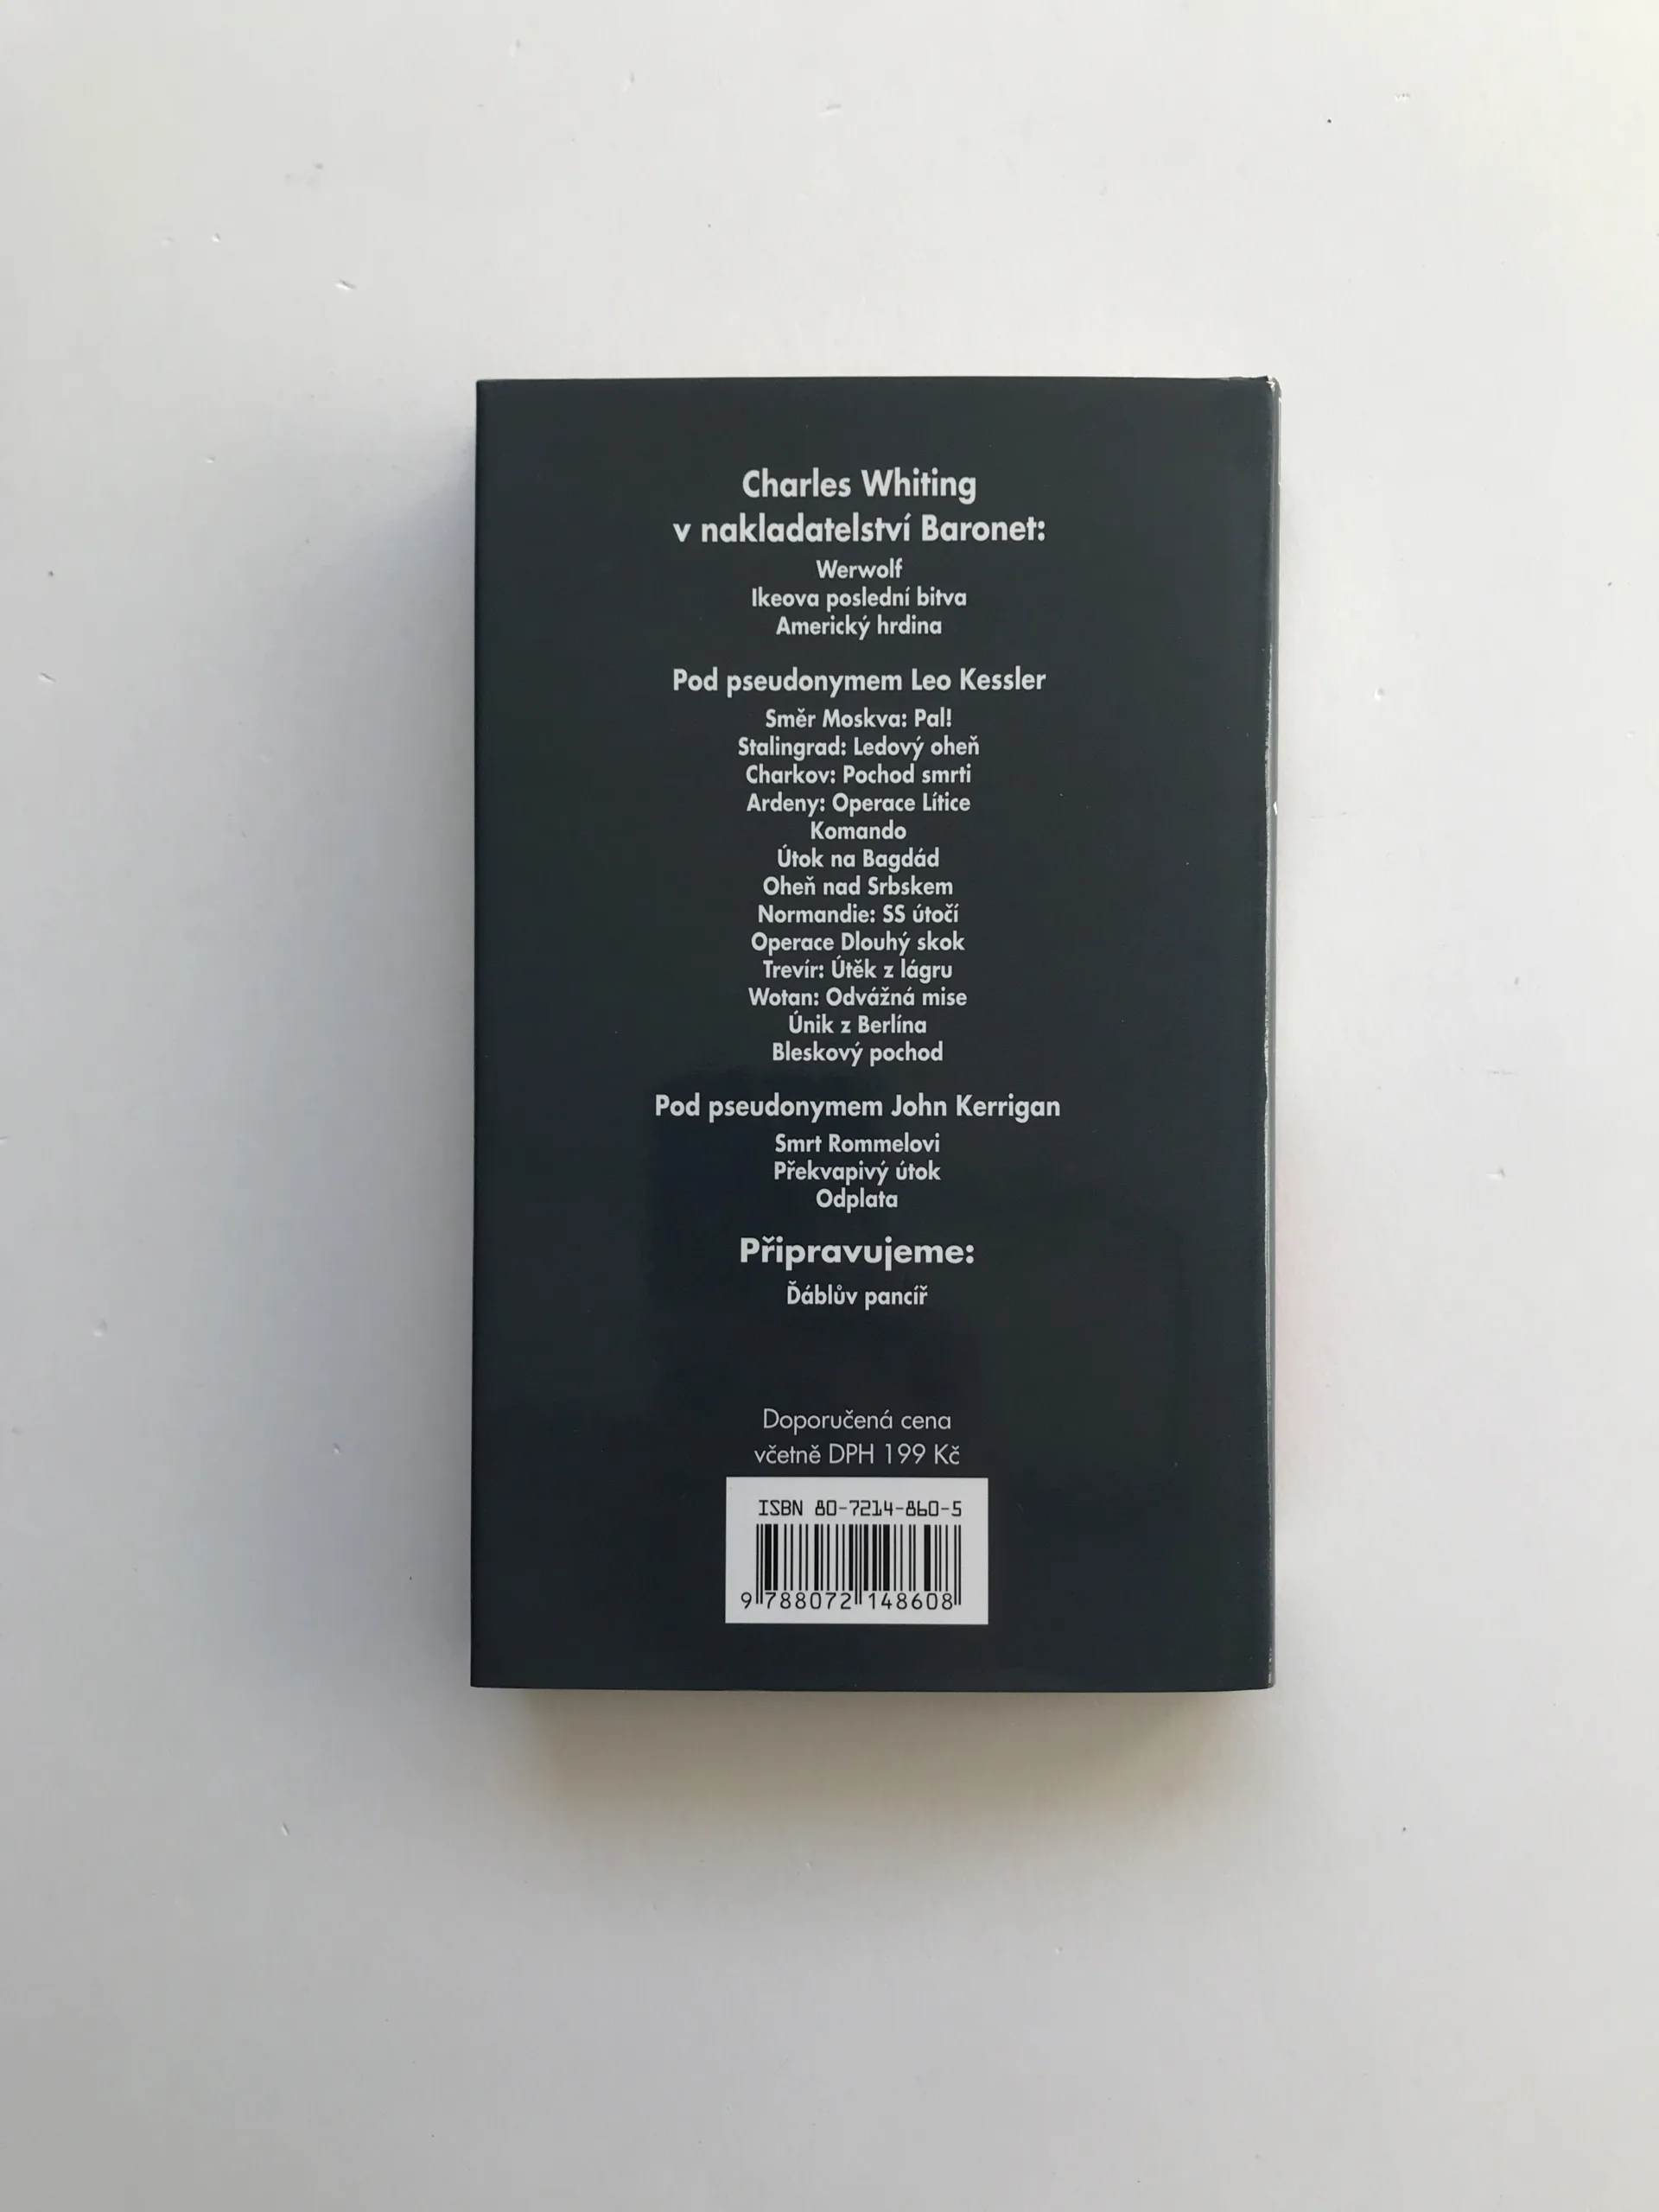 Charles Whiting
v nakladatelství Baronet:
Werwolf
Ikeova poslední bitva
Americký hrdina
Pod pseudonymem Leo Kessler
Směr Moskva: Pal!
Stalingrad: Ledový oheň
Charkov: Pochod smrti
Ardeny: Operace Lítice
Komando
Útok na Bagdád
Oheň nad Srbskem
Normandie: SS útočí
Operace Dlouhý skok
Trevír: Útěk z lágru
Wotan: Odvážná mise
Únik z Berlína
Bleskový pochod
Pod pseudonymem John Kerrigan
Smrt Rommelovi
Překvapivý útok
Odplata
Připravujeme:
Ďáblův pancíř
Doporučená cena
včetně DPH 199 Kč
ISBN 80-7214-860-5
9 788072 148608